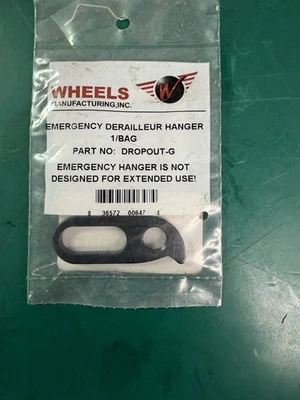 WHEELS
MANUFACTURING, INC.
W
EMERGENCY DERAILLEUR HANGER
1/BAG
PART NO: DROPOUT-G
EMERGENCY HANGER IS NOT
DESIGNED FOR EXTENDED USE!
8 36572 00647 4